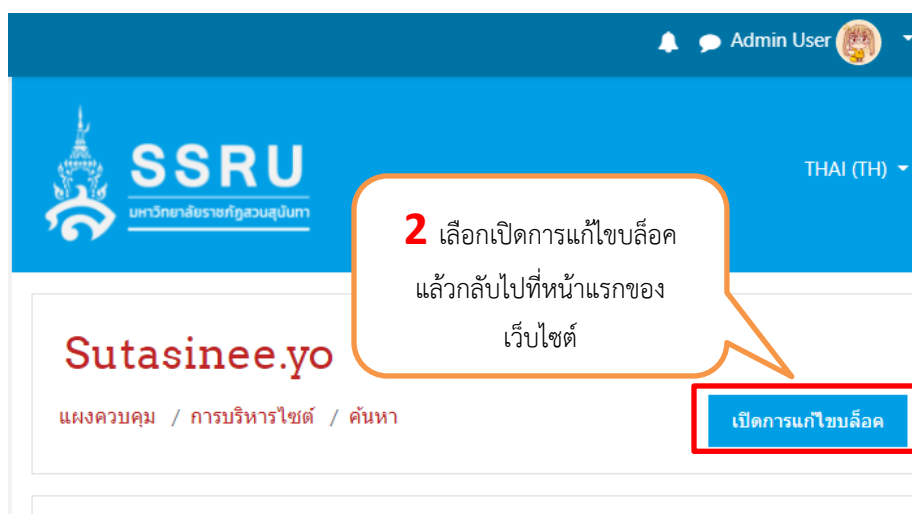 Admin User
SSRU
มหาวิทยาลัยราชภัฏสวนสุนันทา
THAI (TH)
2 เลือกเปิดการแก้ไขบล็อค
แล้วกลับไปที่หน้าแรกของ
เว็บไซต์
Sutasinee.yo
แผงควบคุม / การบริหารไซต์ / ค้นหา
เปิดการแก้ไขบล็อค